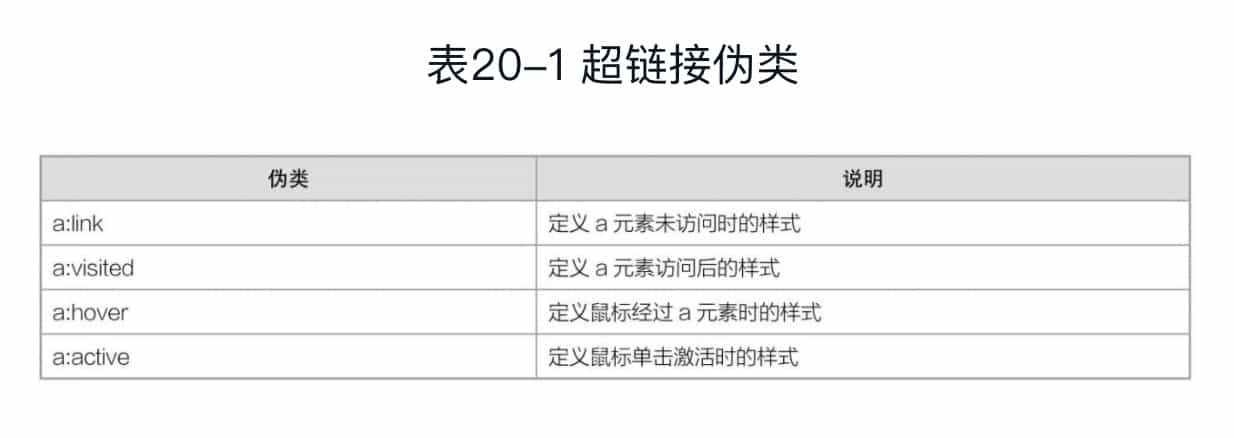 表20-1 超链接伪类
伪类 说明
a:link 定义 a 元素未访问时的样式
a:visited 定义 a 元素访问后的样式
a:hover 定义鼠标经过 a 元素时的样式
a:active 定义鼠标单击激活时的样式